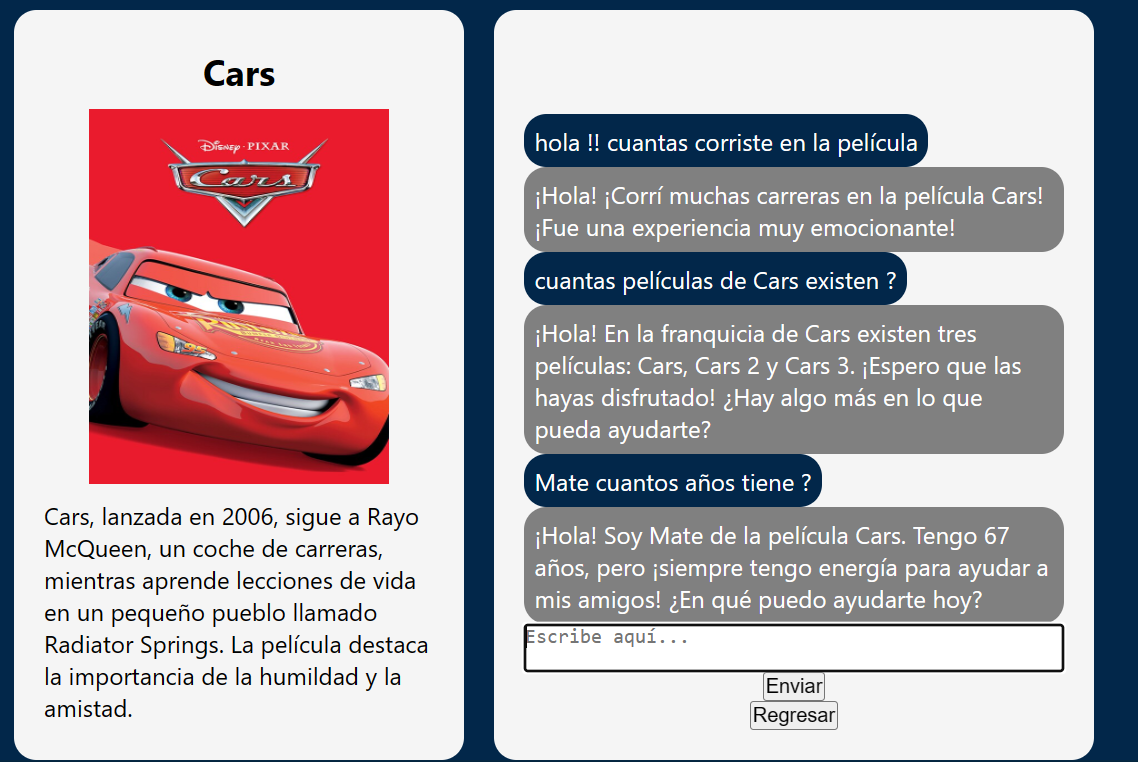 Cars
DISNEY · PIXAR
Cars
Cars, lanzada en 2006, sigue a Rayo
McQueen, un coche de carreras,
mientras aprende lecciones de vida
en un pequeño pueblo llamado
Radiator Springs. La película destaca
la importancia de la humildad y la
amistad.
hola !! cuantas corriste en la película
¡Hola! ¡Corrí muchas carreras en la película Cars!
¡Fue una experiencia muy emocionante!
cuantas películas de Cars existen ?
¡Hola! En la franquicia de Cars existen tres
películas: Cars, Cars 2 y Cars 3. ¡Espero que las
hayas disfrutado! ¿Hay algo más en lo que
pueda ayudarte?
Mate cuantos años tiene ?
¡Hola! Soy Mate de la película Cars. Tengo 67
años, pero ¡siempre tengo energía para ayudar a
mis amigos! ¿En qué puedo ayudarte hoy?
Escribe aquí...
Enviar
Regresar